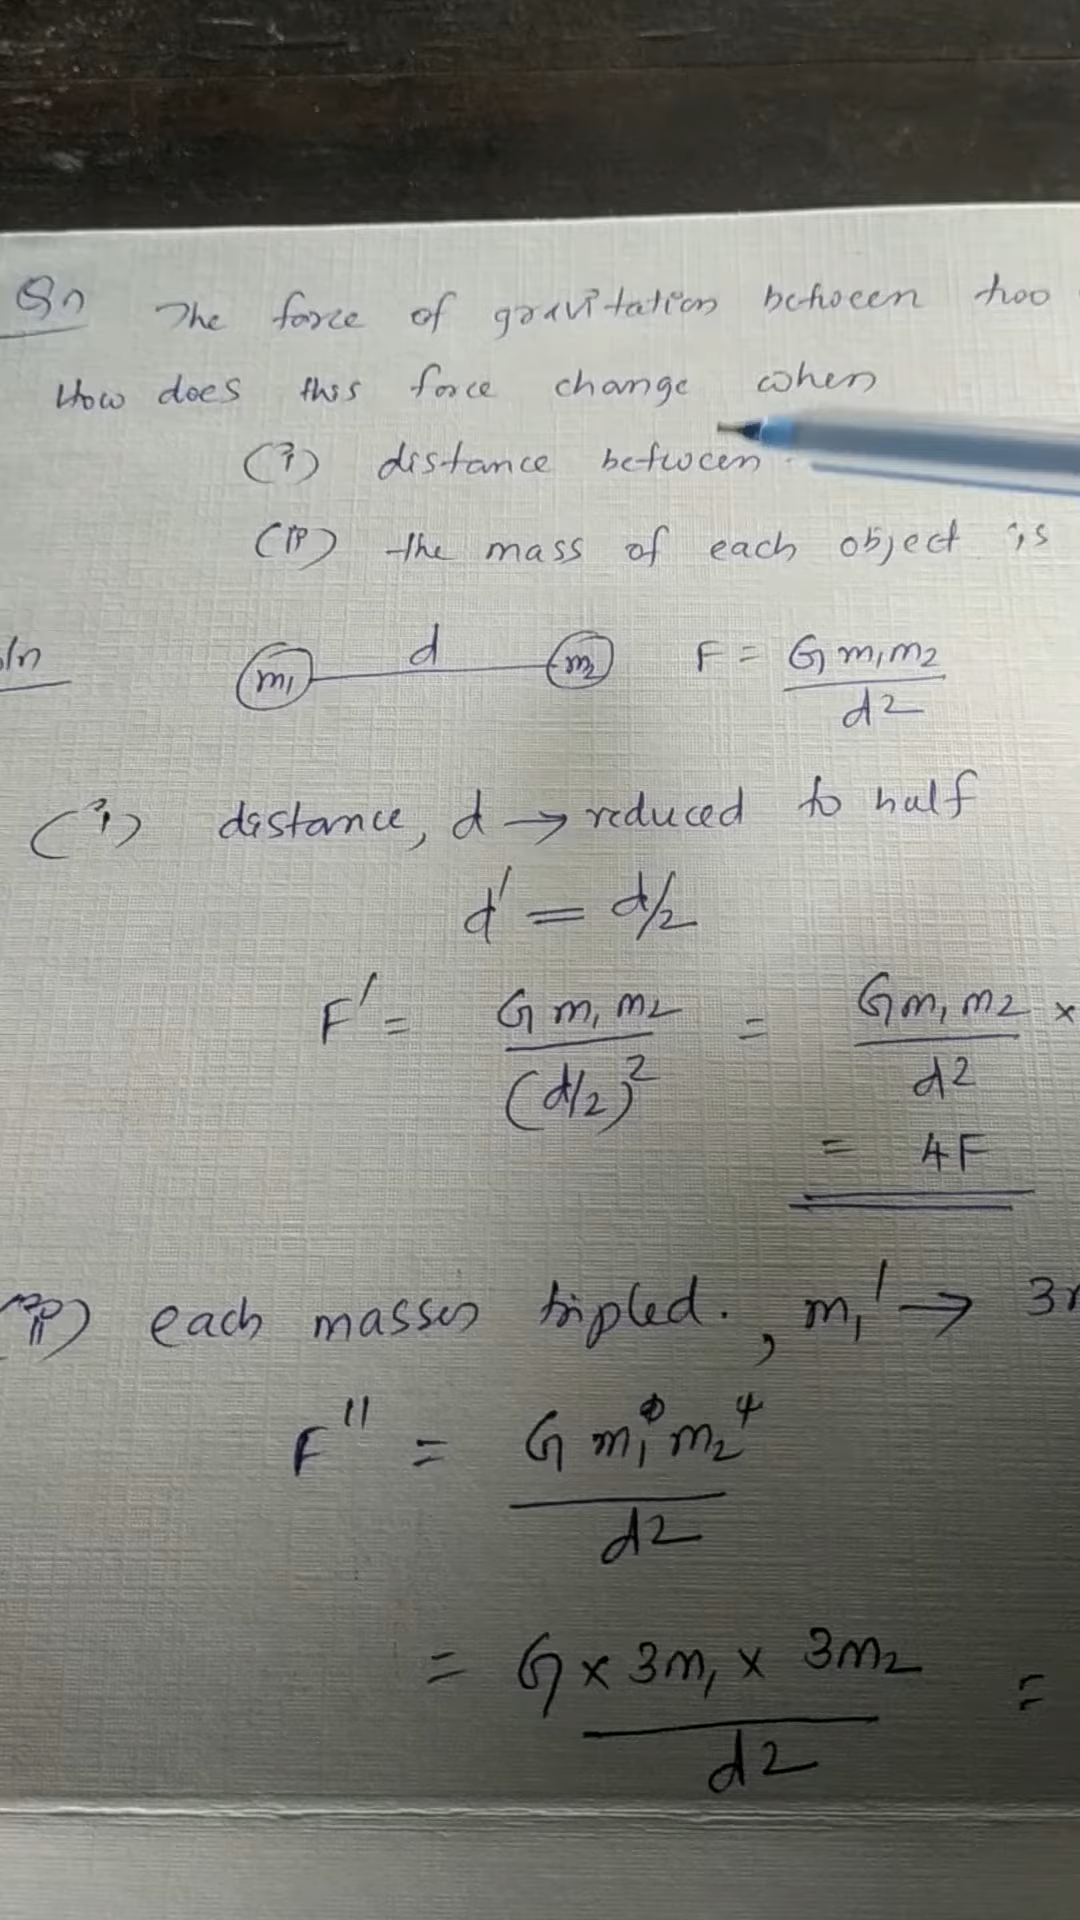 Qn The force of gravitation between two
How does this force change when
(i) distance between
(ii) the mass of each object is
oln m1 d m2 F = G m1 m2 / d2
(i) distance, d → reduced to half
d' = d/2
F' = G m1 m2 / (d/2)^2 = G m1 m2 / d2 ×
= 4F
(ii) each masses tripled. , m1' → 3
F'' = G m1 m2 / d2
= G × 3m1 × 3m2 / d2 =